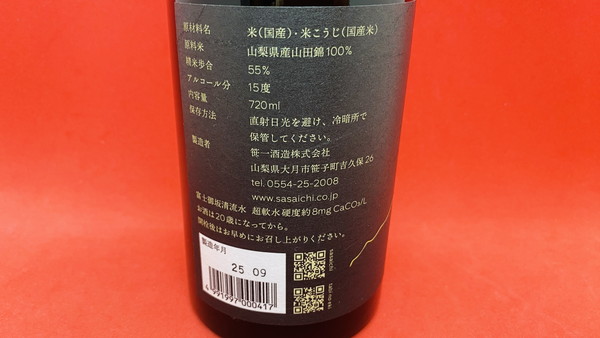 原材料名 米(国産)・米こうじ(国産米)
原料米 山梨県産山田錦100%
精米歩合 55%
アルコール分 15度
内容量 720ml
保存方法 直射日光を避け、冷暗所で
保管してください。
製造者 笹一酒造株式会社
山梨県大月市笹子町吉久保26
tel. 0554-25-2008
www.sasaichi.co.jp
富士御坂清流水 超軟水硬度約8mg CaCO₃/L
お酒は20歳になってから。
開栓後はお早めにお召し上がりください。
製造年月
25 09
4 991997 000417
SASAICHI